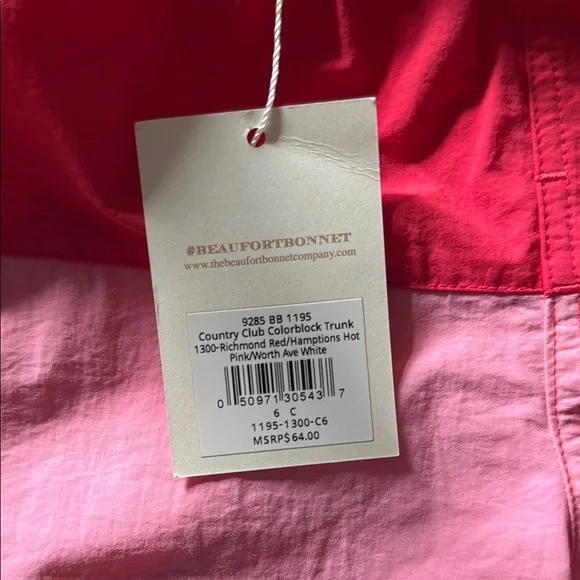 #BEAUFORTBONNET
www.thebeaufortbonnetcompany.com
9285 BB 1195
Country Club Colorblock Trunk
1300-Richmond Red/Hamptions Hot
Pink/Worth Ave White
0 50971 30543 7
6 C
1195-1300-C6
MSRP$ 64.00